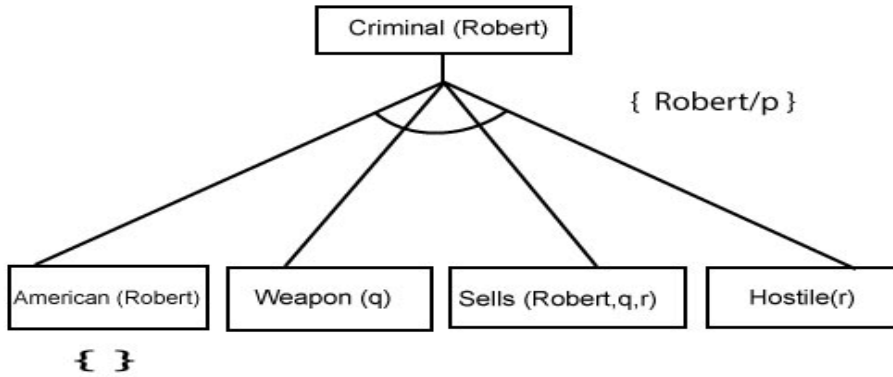 Criminal (Robert)
{ Robert/p }
American (Robert)
Weapon (q)
Sells (Robert,q,r)
Hostile(r)
{ }